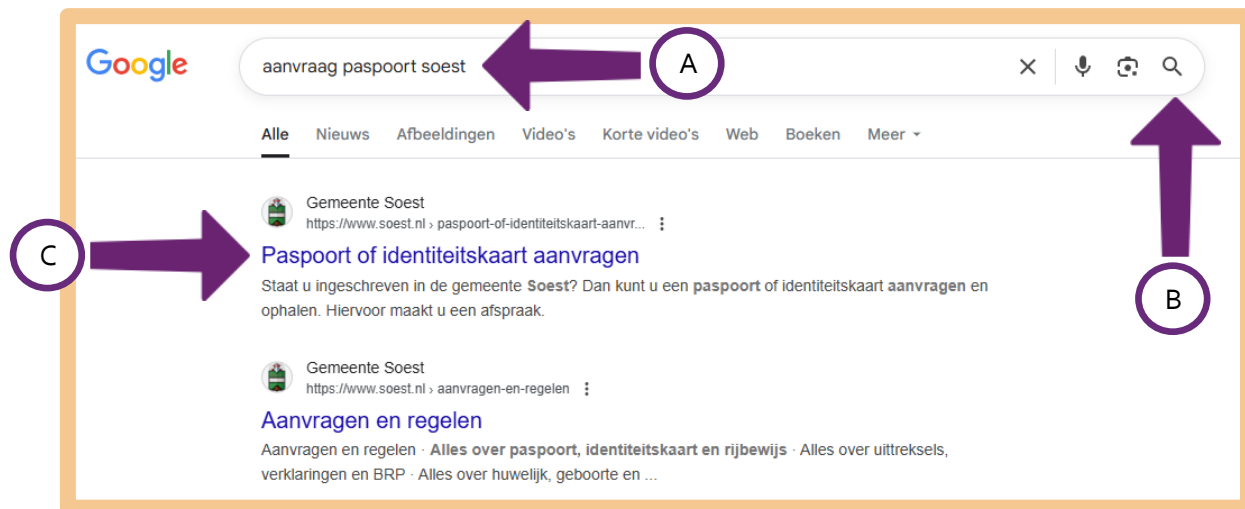 Google
aanvraag paspoort soest
A
Alle Nieuws Afbeeldingen Video's Korte video's Web Boeken Meer
Gemeente Soest
https://www.soest.nl › paspoort-of-identiteitskaart-aanvr...
C
Paspoort of identiteitskaart aanvragen
Staat u ingeschreven in de gemeente Soest? Dan kunt u een paspoort of identiteitskaart aanvragen en
ophalen. Hiervoor maakt u een afspraak.
B
Gemeente Soest
https://www.soest.nl › aanvragen-en-regelen
Aanvragen en regelen
Aanvragen en regelen · Alles over paspoort, identiteitskaart en rijbewijs · Alles over uittreksels,
verklaringen en BRP · Alles over huwelijk, geboorte en ...